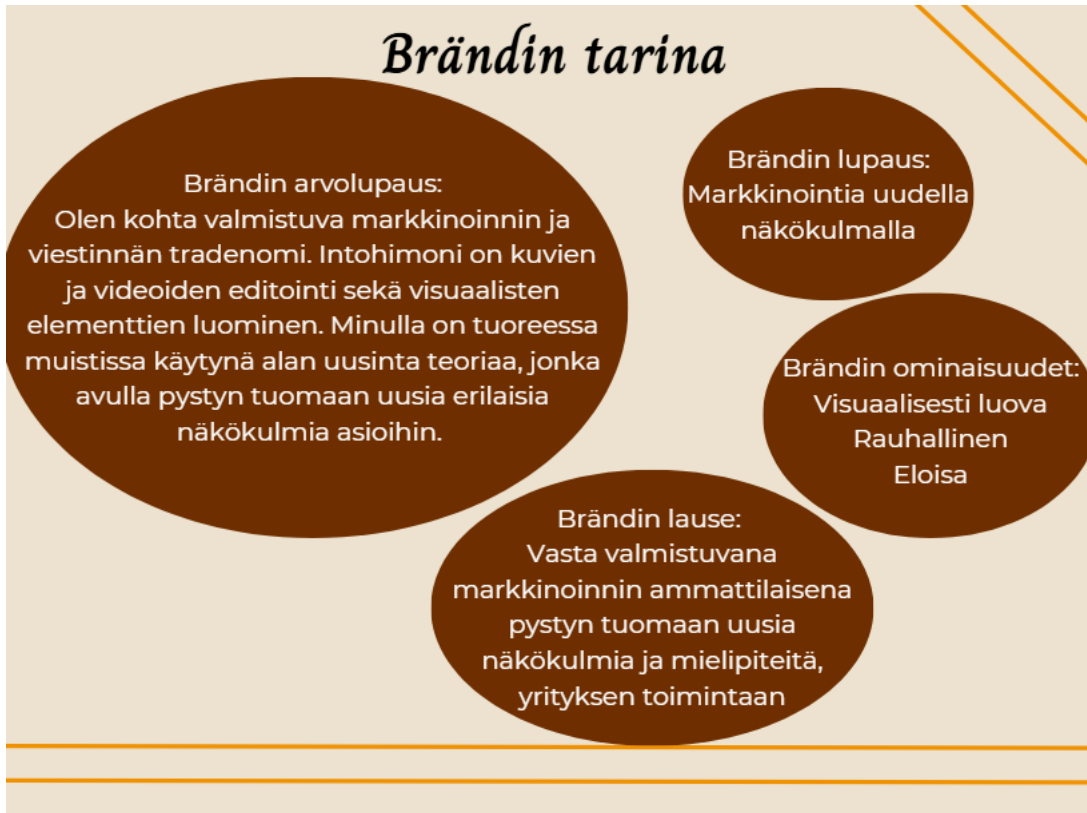 Brändin tarina
Brändin arvolupaus:
Olen kohta valmistuva markkinoinnin ja
viestinnän tradenomi. Intohimoni on kuvien
ja videoiden editointi sekä visuaalisten
elementtien luominen. Minulla on tuoreessa
muistissa käytynä alan uusinta teoriaa, jonka
avulla pystyn tuomaan uusia erilaisia
näkökulmia asioihin.
Brändin lupaus:
Markkinointia uudella
näkökulmalla
Brändin ominaisuudet:
Visuaalisesti luova
Rauhallinen
Eloisa
Brändin lause:
Vasta valmistuvana
markkinoinnin ammattilaisena
pystyn tuomaan uusia
näkökulmia ja mielipiteitä,
yrityksen toimintaan